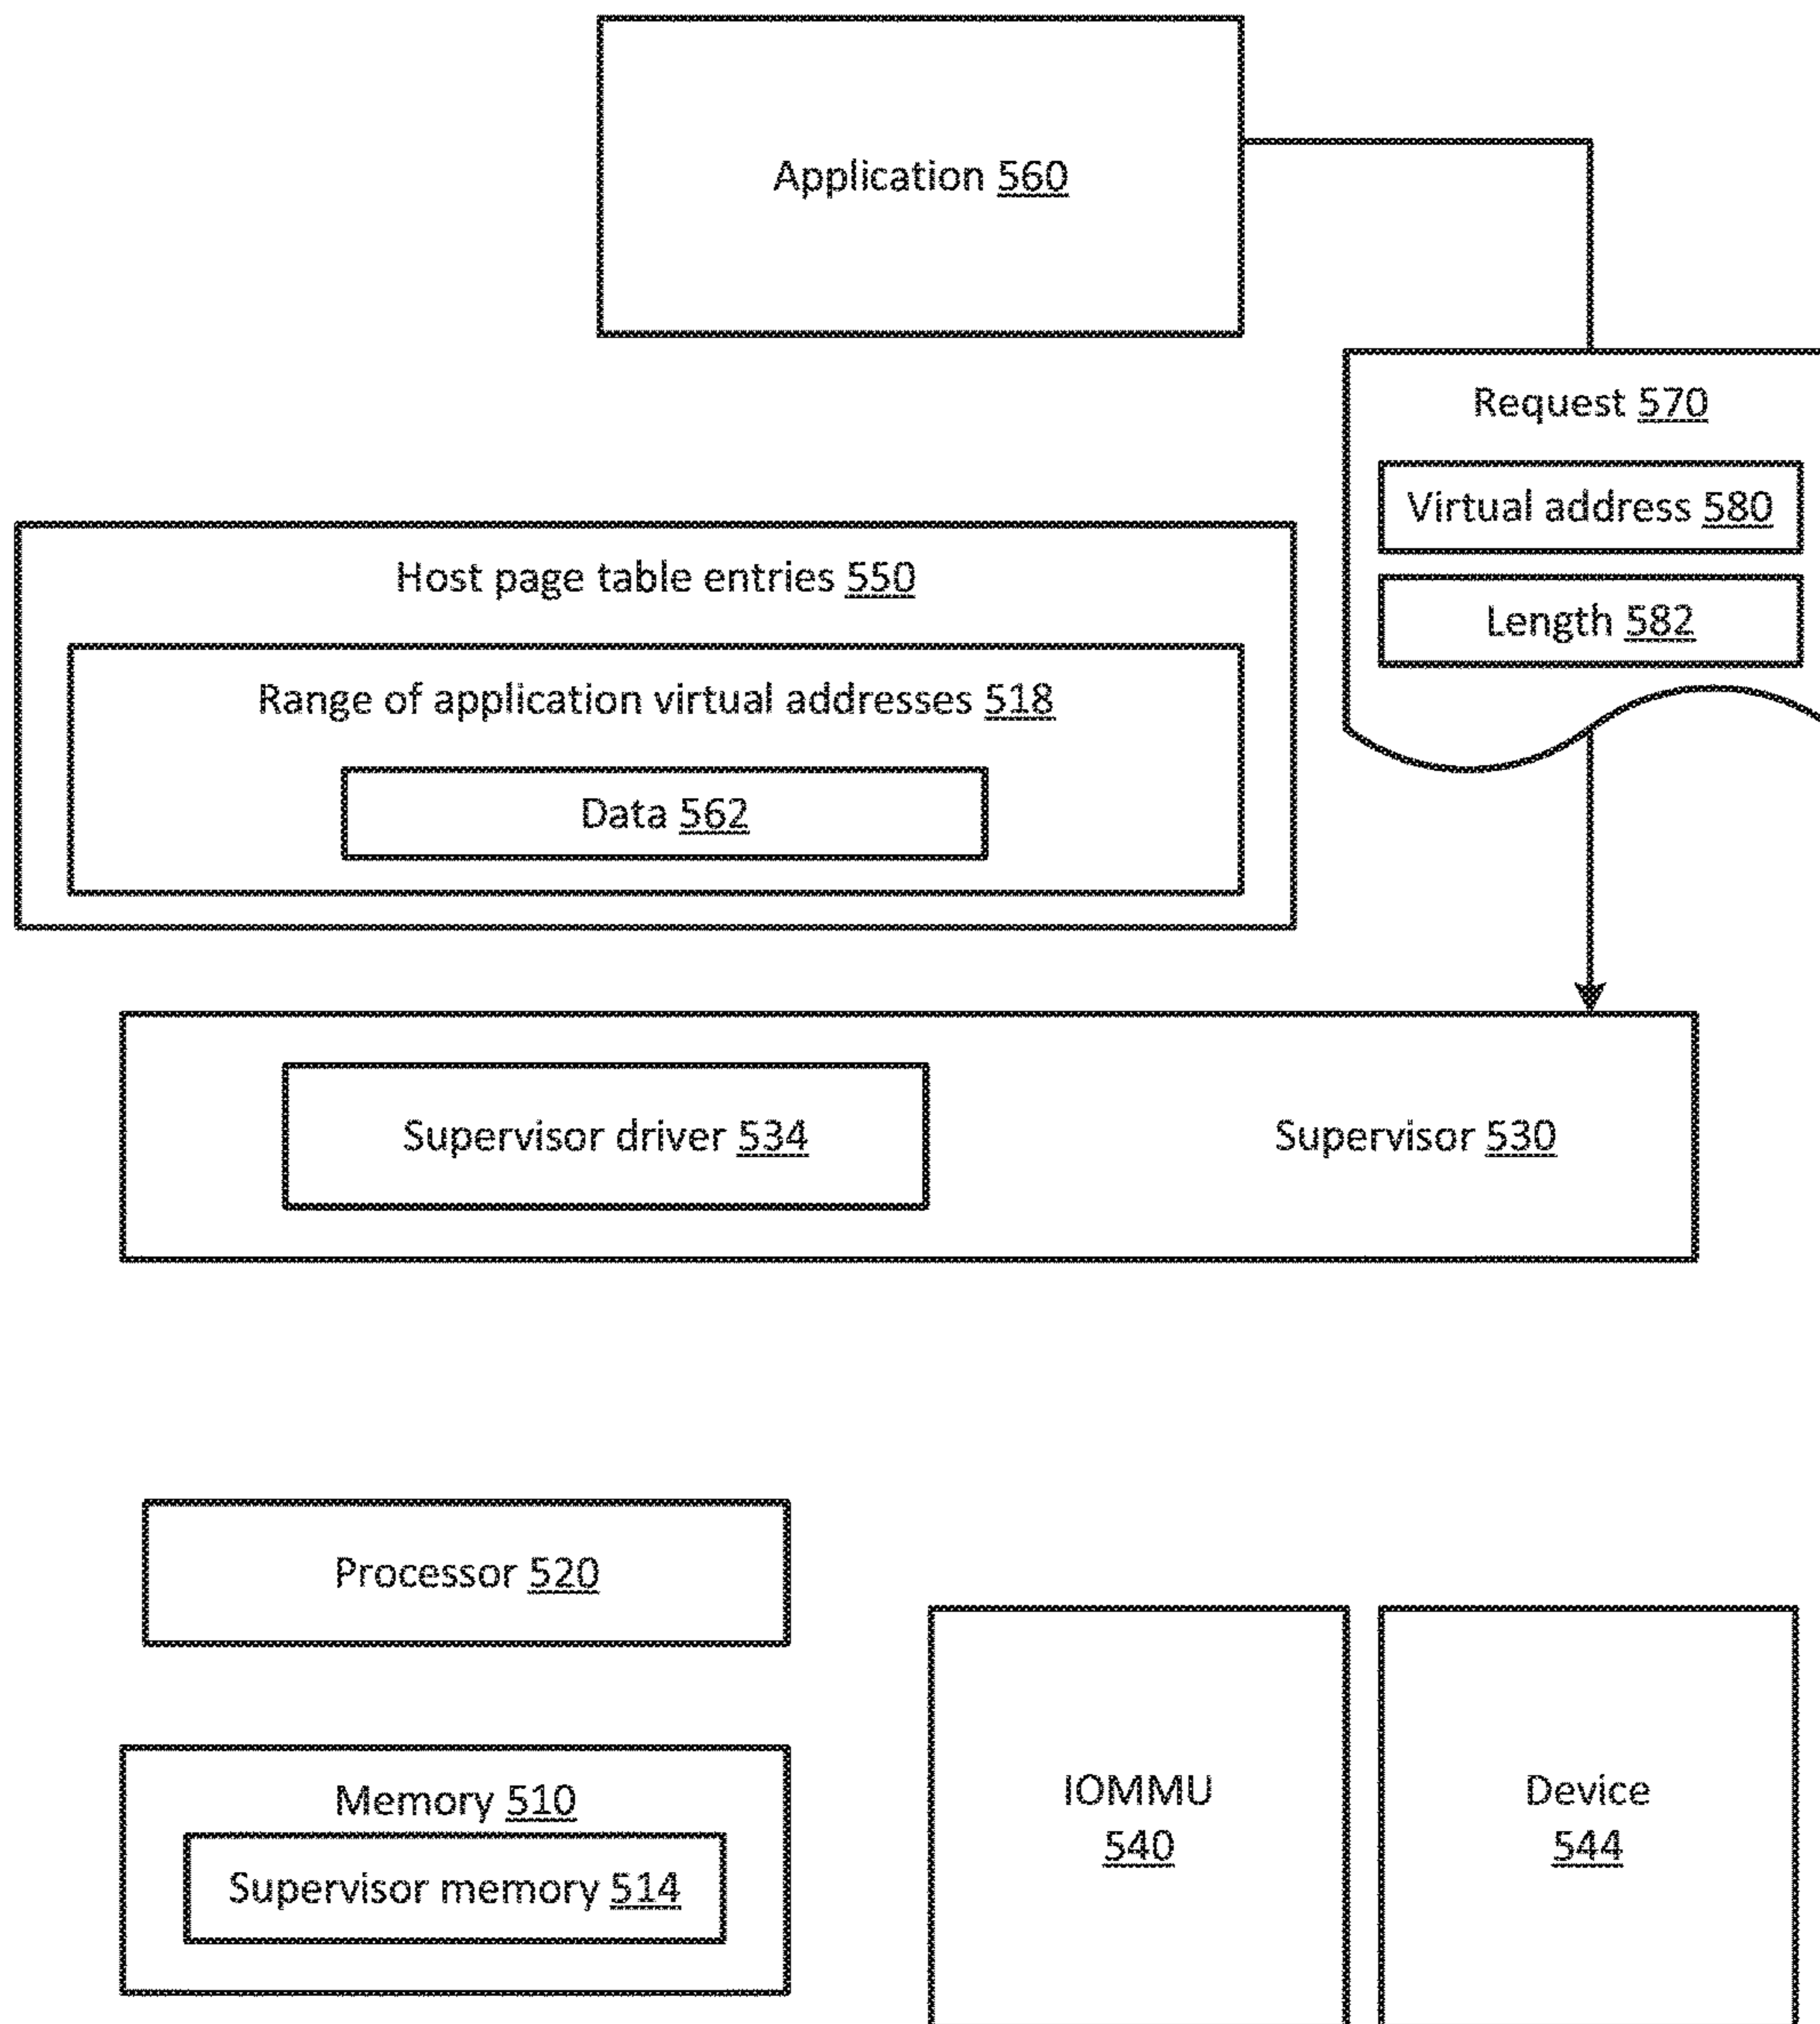 Application 560
Request 570
Virtual address 580
Length 582
Host page table entries 550
Range of application virtual addresses 518
Data 562
Supervisor driver 534
Supervisor 530
Processor 520
Memory 510
Supervisor memory 514
IOMMU
540
Device
544